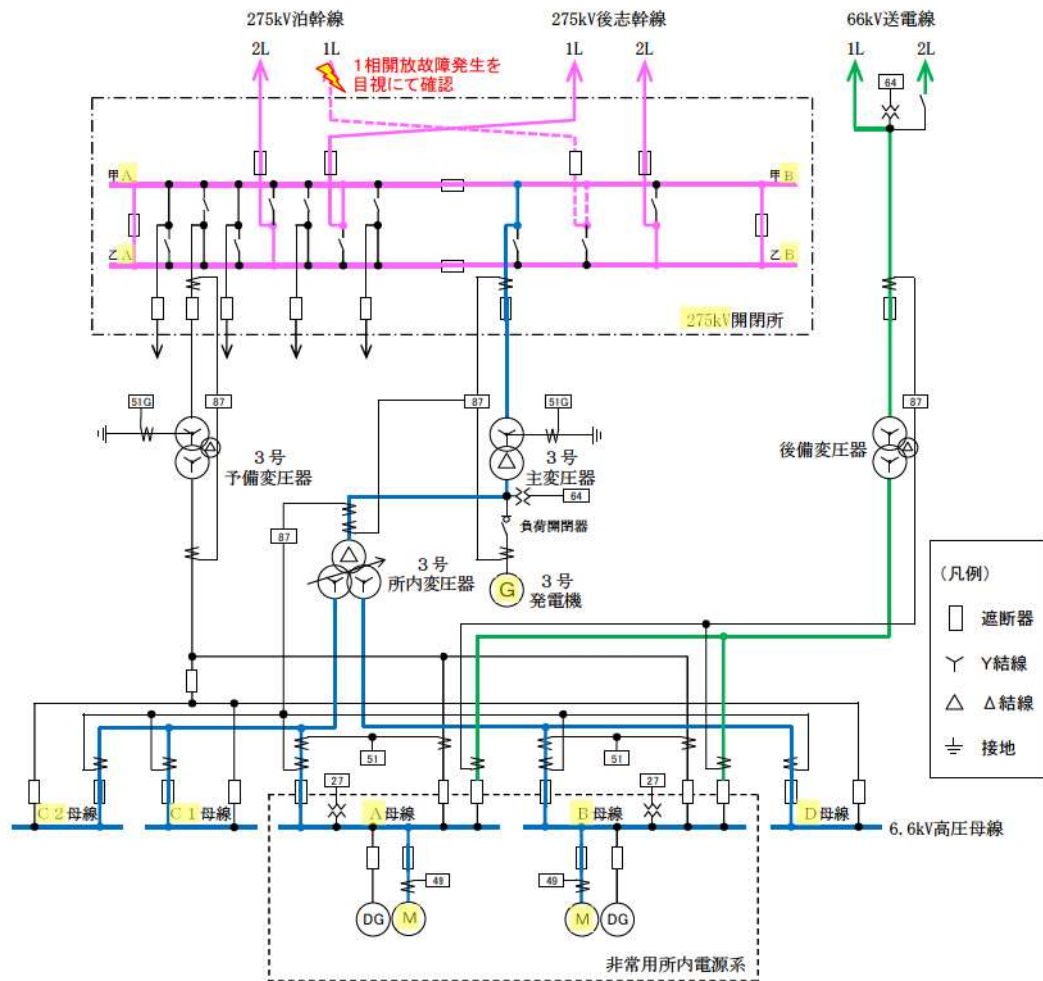 275kV泊幹線
275kV後志幹線
66kV送電線
2L
1L
1L
2L
1L
2L
1相開放故障発生を
目視にて確認
64
甲A
甲B
乙A
乙B
275kV開閉所
51G
87
87
51G
87
3号
予備変圧器
3号
主変圧器
後備変圧器
64
87
負荷開閉器
3号
所内変圧器
G
3号
発電機
(凡例)
遮断器
Y結線
Δ結線
接地
51
51
27
27
C2母線
C1母線
A母線
B母線
D母線
6.6kV高圧母線
49
49
DG
M
M
DG
非常用所内電源系